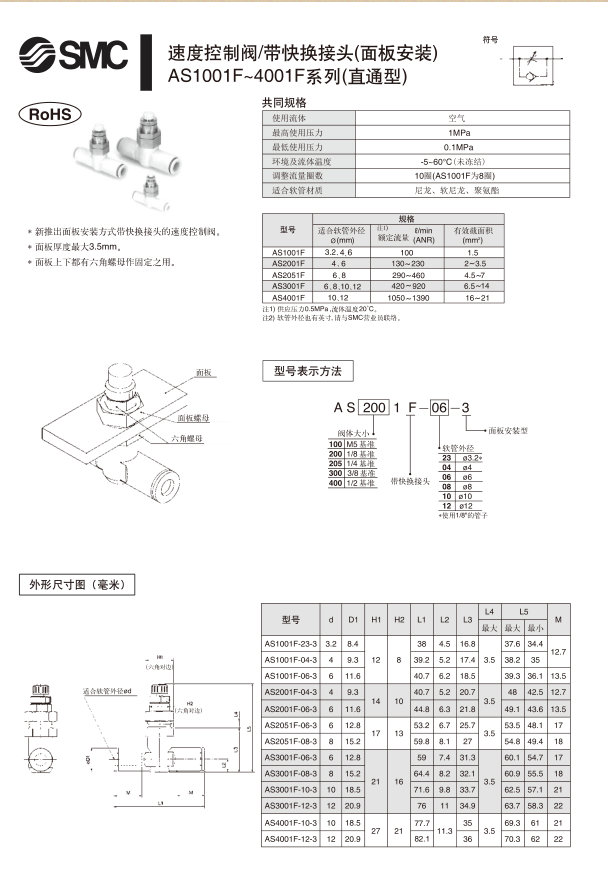 SMC
速度控制阀/带快换接头(面板安装)
AS1001F~4001F系列(直通型)
符号
RoHS
* 新推出面板安装方式带快换接头的速度控制阀。
* 面板厚度最大3.5mm。
* 面板上下都有六角螺母作固定之用。
共同规格
使用流体 空气
最高使用压力 1MPa
最低使用压力 0.1MPa
环境及流体温度 -5~60℃(未冻结)
调整流量圈数 10圈(AS1001F为8圈)
适合软管材质 尼龙、软尼龙、聚氨酯
型号 规格
适合软管外径 Ø(mm) 注1) 额定流量 ℓ/min (ANR) 有效截面积 (mm²)
AS1001F 3.2, 4, 6 100 1.5
AS2001F 4, 6 130~230 2~3.5
AS2051F 6, 8 290~460 4.5~7
AS3001F 6, 8, 10, 12 420~920 6.5~14
AS4001F 10, 12 1050~1390 16~21
注1) 供应压力0.5MPa,流体温度20℃。
注2) 软管外径也有英寸,请与SMC营业员联络。
面板
面板螺母
六角螺母
型号表示方法
AS 200 1 F-06-3
面板安装型
阀体大小
100 M5 基准
200 1/8 基准
205 1/4 基准
300 3/8 基准
400 1/2 基准
带快换接头
软管外径
23 ø3.2*
04 ø4
06 ø6
08 ø8
10 ø10
12 ø12
*使用1/8"的管子
外形尺寸图（毫米）
H1
(六角对边)
适合软管外径ød
H2
(六角对边)
L4
L5
L3
L2
øD1
M
M
L1
型号 d D1 H1 H2 L1 L2 L3 L4 L5 M
最大 最大 最小
AS1001F-23-3 3.2 8.4 12 8 38 4.5 16.8 3.5 37.6 34.4 12.7
AS1001F-04-3 4 9.3 39.2 5.2 17.4 38.2 35
AS1001F-06-3 6 11.6 40.7 6.2 18.5 39.3 36.1 13.5
AS2001F-04-3 4 9.3 14 10 40.7 5.2 20.7 3.5 48 42.5 12.7
AS2001F-06-3 6 11.6 44.8 6.3 21.8 49.1 43.6 13.5
AS2051F-06-3 6 12.8 17 13 53.2 6.7 25.7 3.5 53.5 48.1 17
AS2051F-08-3 8 15.2 59.8 8.1 27 54.8 49.4 18
AS3001F-06-3 6 12.8 21 16 59 7.4 31.3 3.5 60.1 54.7 17
AS3001F-08-3 8 15.2 64.4 8.2 32.1 60.9 55.5 18
AS3001F-10-3 10 18.5 71.6 9.8 33.7 62.5 57.1 21
AS3001F-12-3 12 20.9 76 11 34.9 63.7 58.3 22
AS4001F-10-3 10 18.5 27 21 77.7 11.3 35 3.5 69.3 61 21
AS4001F-12-3 12 20.9 82.1 36 70.3 62 22